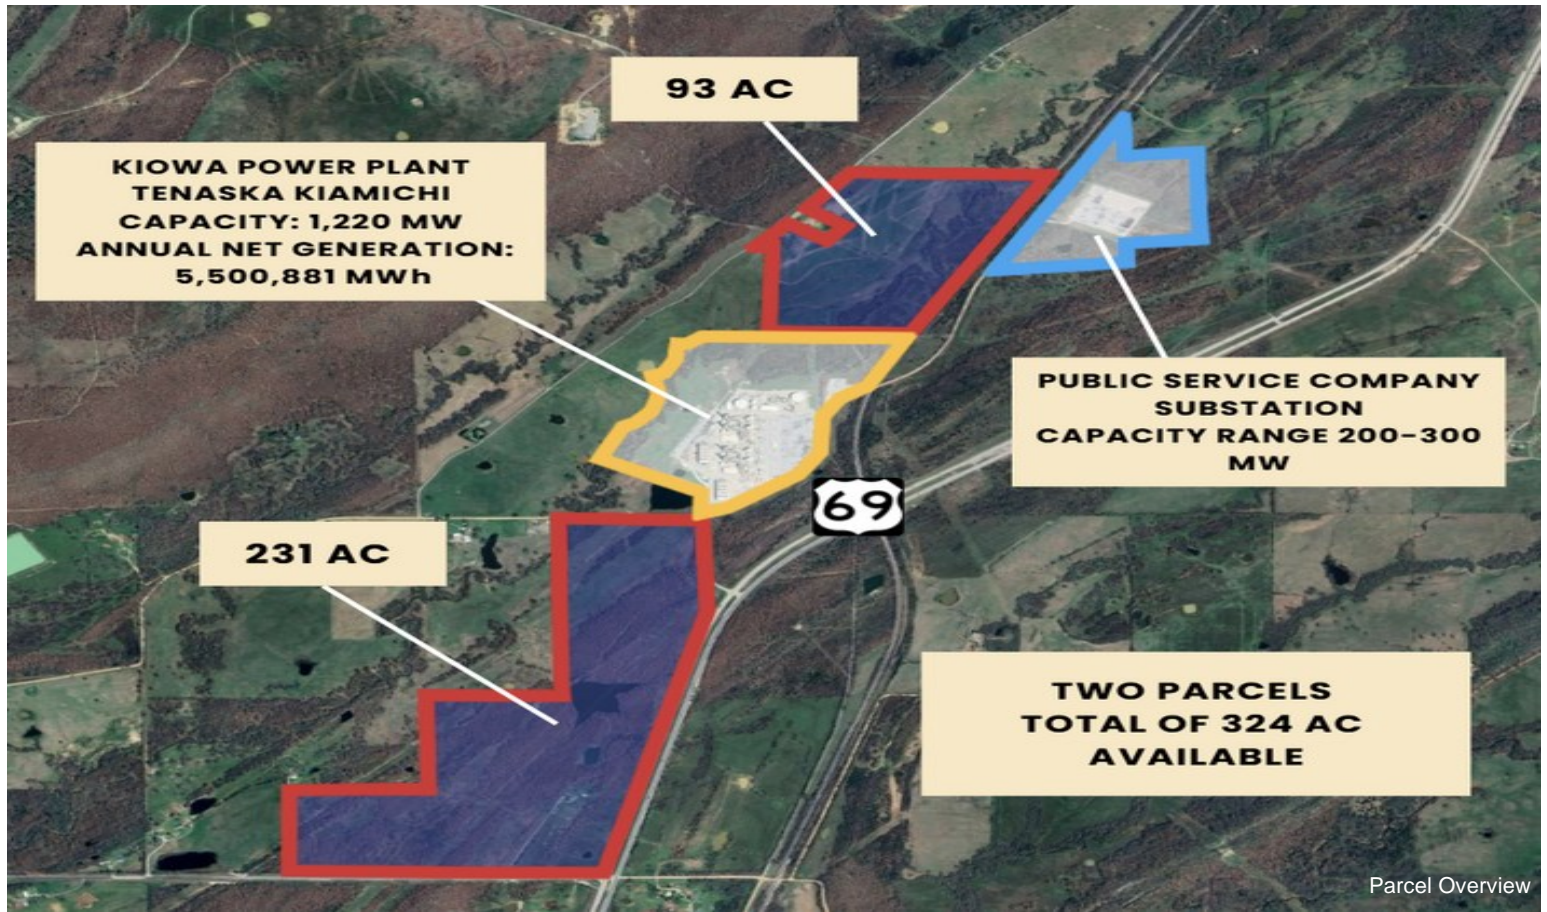 93 AC
KIOWA POWER PLANT
TENASKA KIAMICHI
CAPACITY: 1,220 MW
ANNUAL NET GENERATION:
5,500,881 MWh
PUBLIC SERVICE COMPANY
SUBSTATION
CAPACITY RANGE 200-300
MW
69
231 AC
TWO PARCELS
TOTAL OF 324 AC
AVAILABLE
Parcel Overview